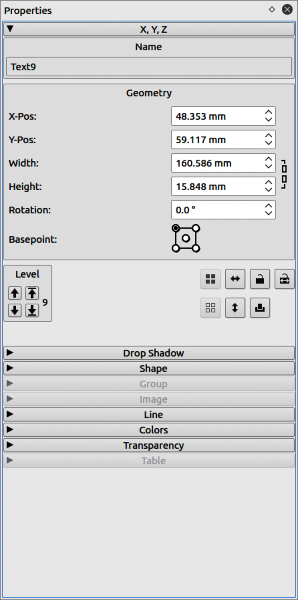 Properties
X, Y, Z
Name
Text9
Geometry
X-Pos: 48.353 mm
Y-Pos: 59.117 mm
Width: 160.586 mm
Height: 15.848 mm
Rotation: 0.0 °
Basepoint:
Level
9
Drop Shadow
Shape
Group
Image
Line
Colors
Transparency
Table